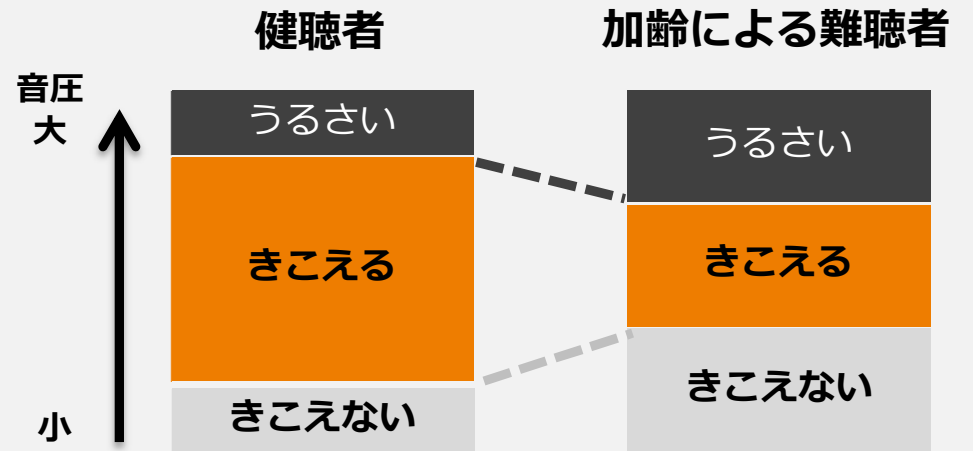 健聴者
加齢による難聴者
音圧
大
小
うるさい
きこえる
きこえない
うるさい
きこえる
きこえない